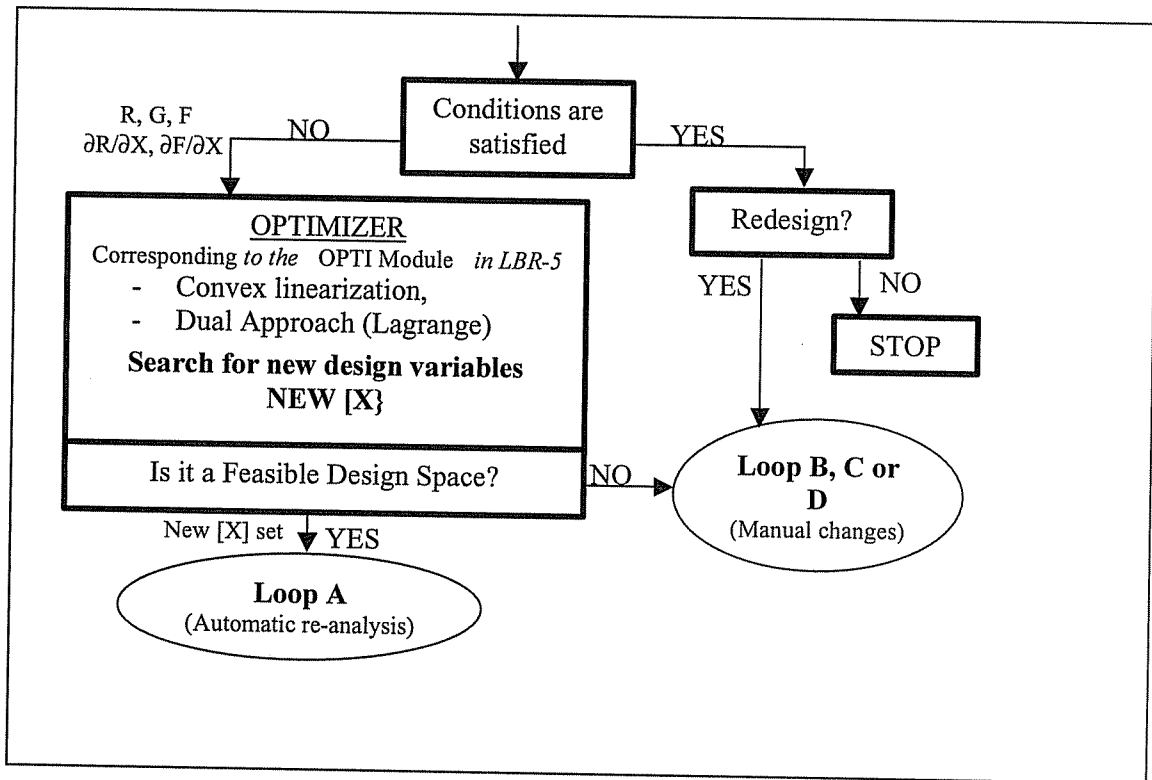 Conditions are
satisfied
R, G, F
∂R/∂X, ∂F/∂X
NO
YES
OPTIMIZER
Corresponding to the OPTI Module in LBR-5
- Convex linearization,
- Dual Approach (Lagrange)
Search for new design variables
NEW [X}
Is it a Feasible Design Space?
Redesign?
YES
NO
STOP
NO
Loop B, C or
D
(Manual changes)
New [X] set
YES
Loop A
(Automatic re-analysis)